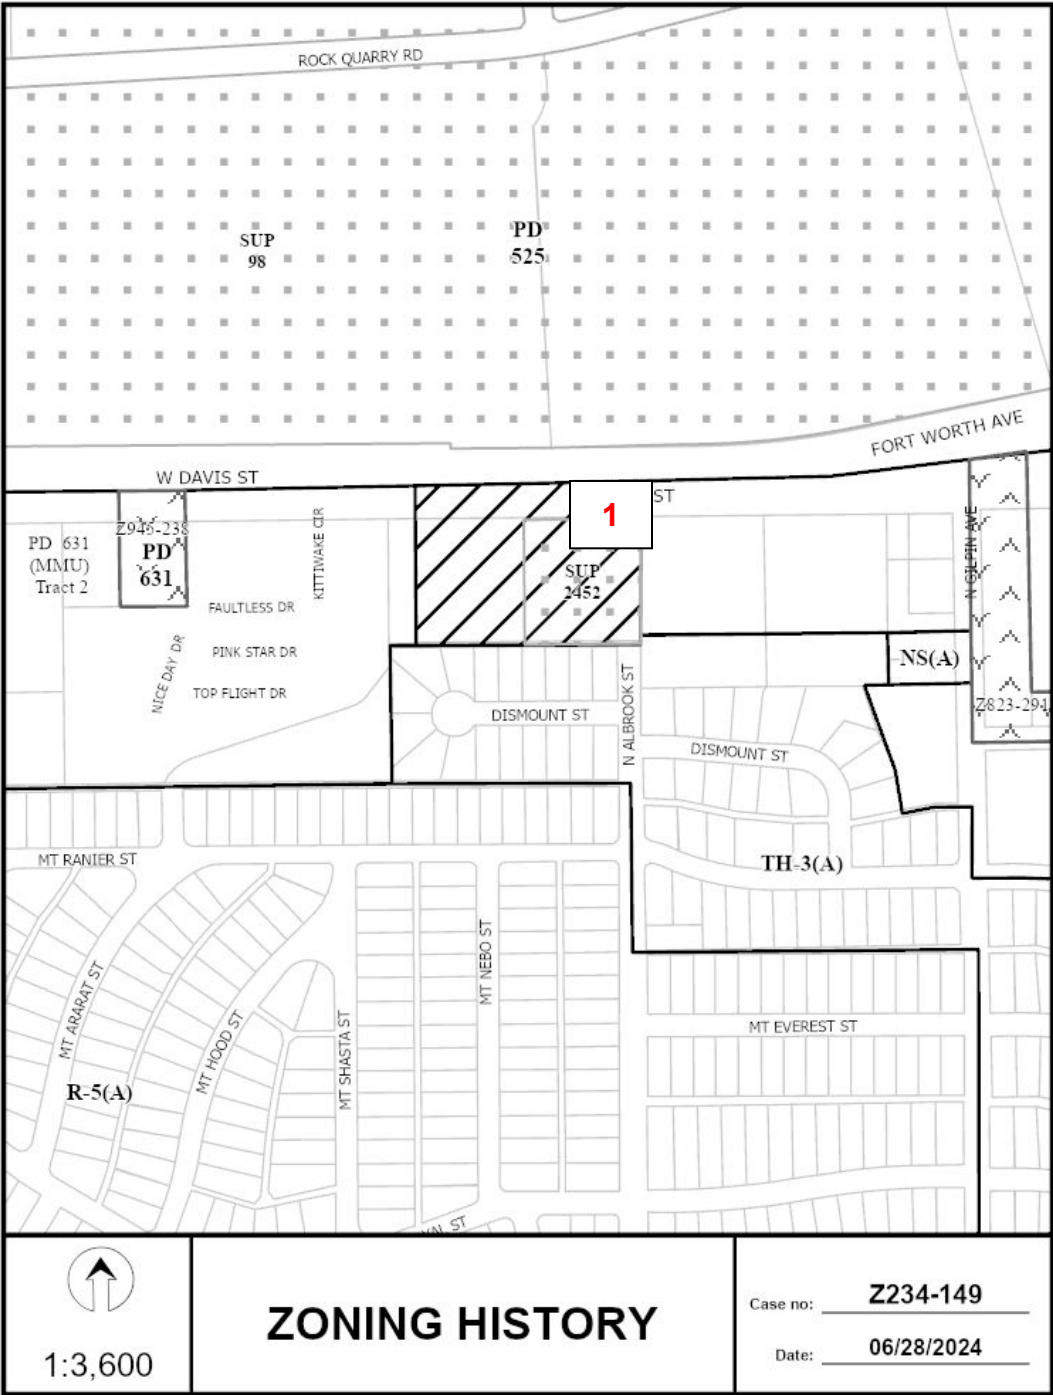 ROCK QUARRY RD
SUP
98
PD
525
FORT WORTH AVE
W DAVIS ST
ST
1
Z945-238
PD 631
(MMU)
Tract 2
PD
631
KITTIWAKE CIR
SUP
2452
N GILPIN AVE
FAULTLESS DR
NICE DAY DR
PINK STAR DR
TOP FLIGHT DR
NS(A)
Z823-291
DISMOUNT ST
N ALBROOK ST
DISMOUNT ST
MT RANIER ST
TH-3(A)
MT ARARAT ST
MT HOOD ST
MT SHASTA ST
MT NEBO ST
MT EVEREST ST
R-5(A)
ST
1:3,600
ZONING HISTORY
Case no: Z234-149
Date: 06/28/2024